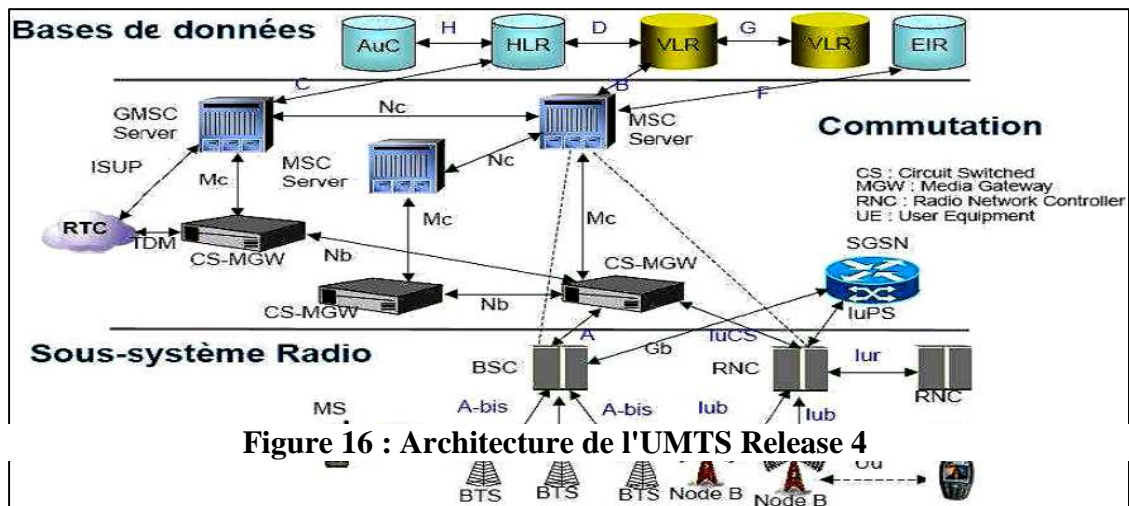 Bases de données
AuC
H
HLR
D
VLR
G
VLR
EIR
C
B
F
GMSC
Server
Nc
MSC
Server
Commutation
ISUP
Mc
MSC
Server
Nc
Mc
Mc
CS : Circuit Switched
MGW : Media Gateway
RNC : Radio Network Controller
UE : User Equipment
RTC
TDM
CS-MGW
Nb
CS-MGW
SGSN
CS-MGW
Nb
IuPS
A
Gb
IuCS
Sous-système Radio
BSC
RNC
Iur
RNC
MS
A-bis
A-bis
Iub
Iub
Figure 16 : Architecture de l'UMTS Release 4
Uu
BTS
BTS
BTS
Node B
Node B